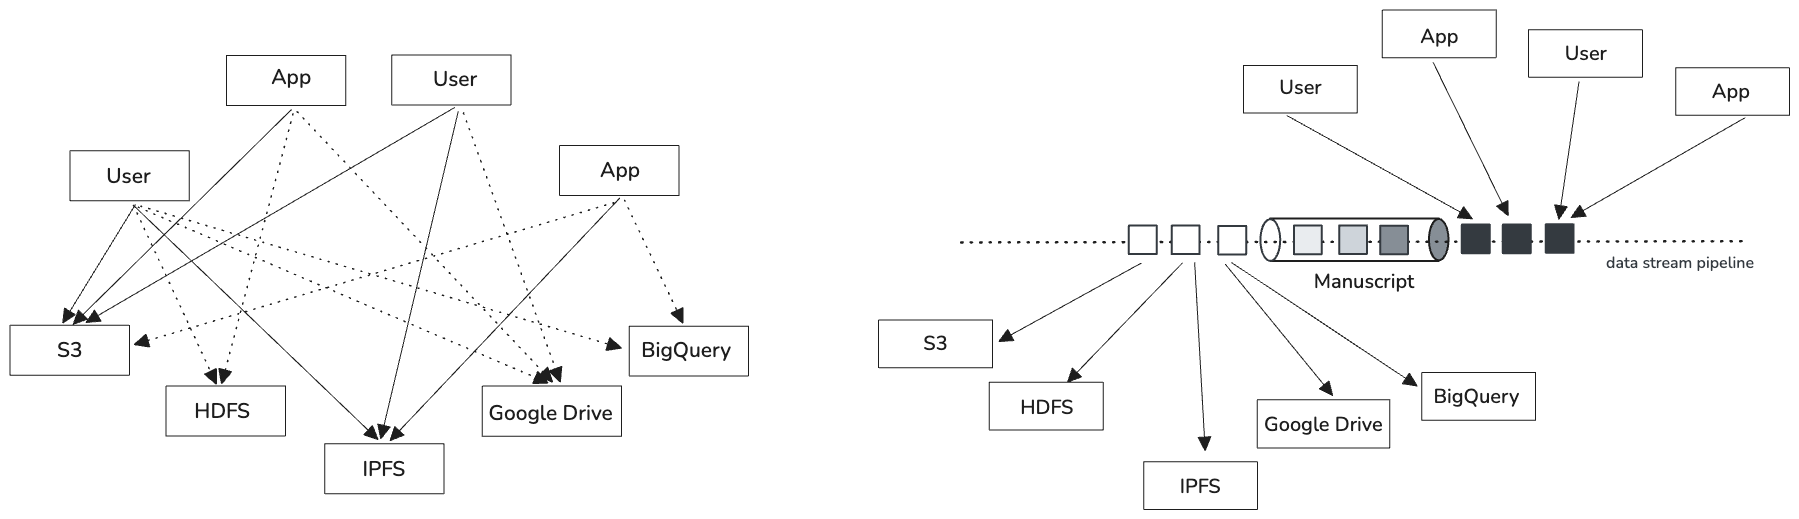 App
User
User
App
S3
BigQuery
HDFS
Google Drive
IPFS
App
User
User
App
data stream pipeline
Manuscript
S3
BigQuery
HDFS
Google Drive
IPFS